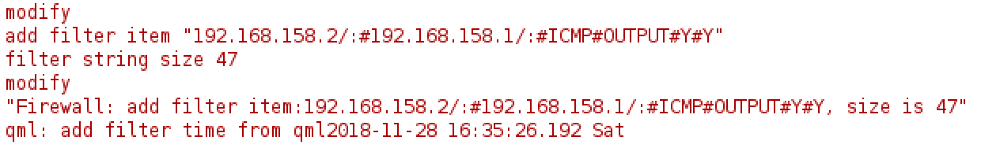 modify
add filter item "192.168.158.2/:#192.168.158.1/:#ICMP#OUTPUT#Y#Y"
filter string size 47
modify
"Firewall: add filter item:192.168.158.2/:#192.168.158.1/:#ICMP#OUTPUT#Y#Y, size is 47"
qml: add filter time from qml2018-11-28 16:35:26.192 Sat